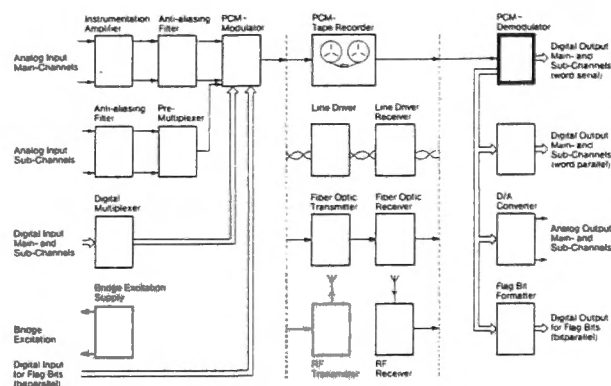 Instrumentation
Amplifier
Anti-aliasing
Filter
PCM-
Modulator
PCM-
Tape Recorder
PCM-
Demodulator
Analog Input
Main-Channels
Digital Output
Main- and
Sub-Channels
(word serial)
Anti-aliasing
Filter
Pre-
Multiplexer
Line Driver
Line Driver
Receiver
Analog Input
Sub-Channels
Digital Output
Main- and
Sub-Channels
(word parallel)
Digital
Multiplexer
Fiber Optic
Transmitter
Fiber Optic
Receiver
D/A
Converter
Digital Input
Main- and
Sub-Channels
Analog Output
Main- and
Sub-Channels
Bridge Excitation
Supply
Flag Bit
Formatter
Bridge
Excitation
Digital Output
for Flag Bits
(bitparallel)
Digital Input
for Flag Bits
(bitparallel)
RF
Transmitter
RF
Receiver